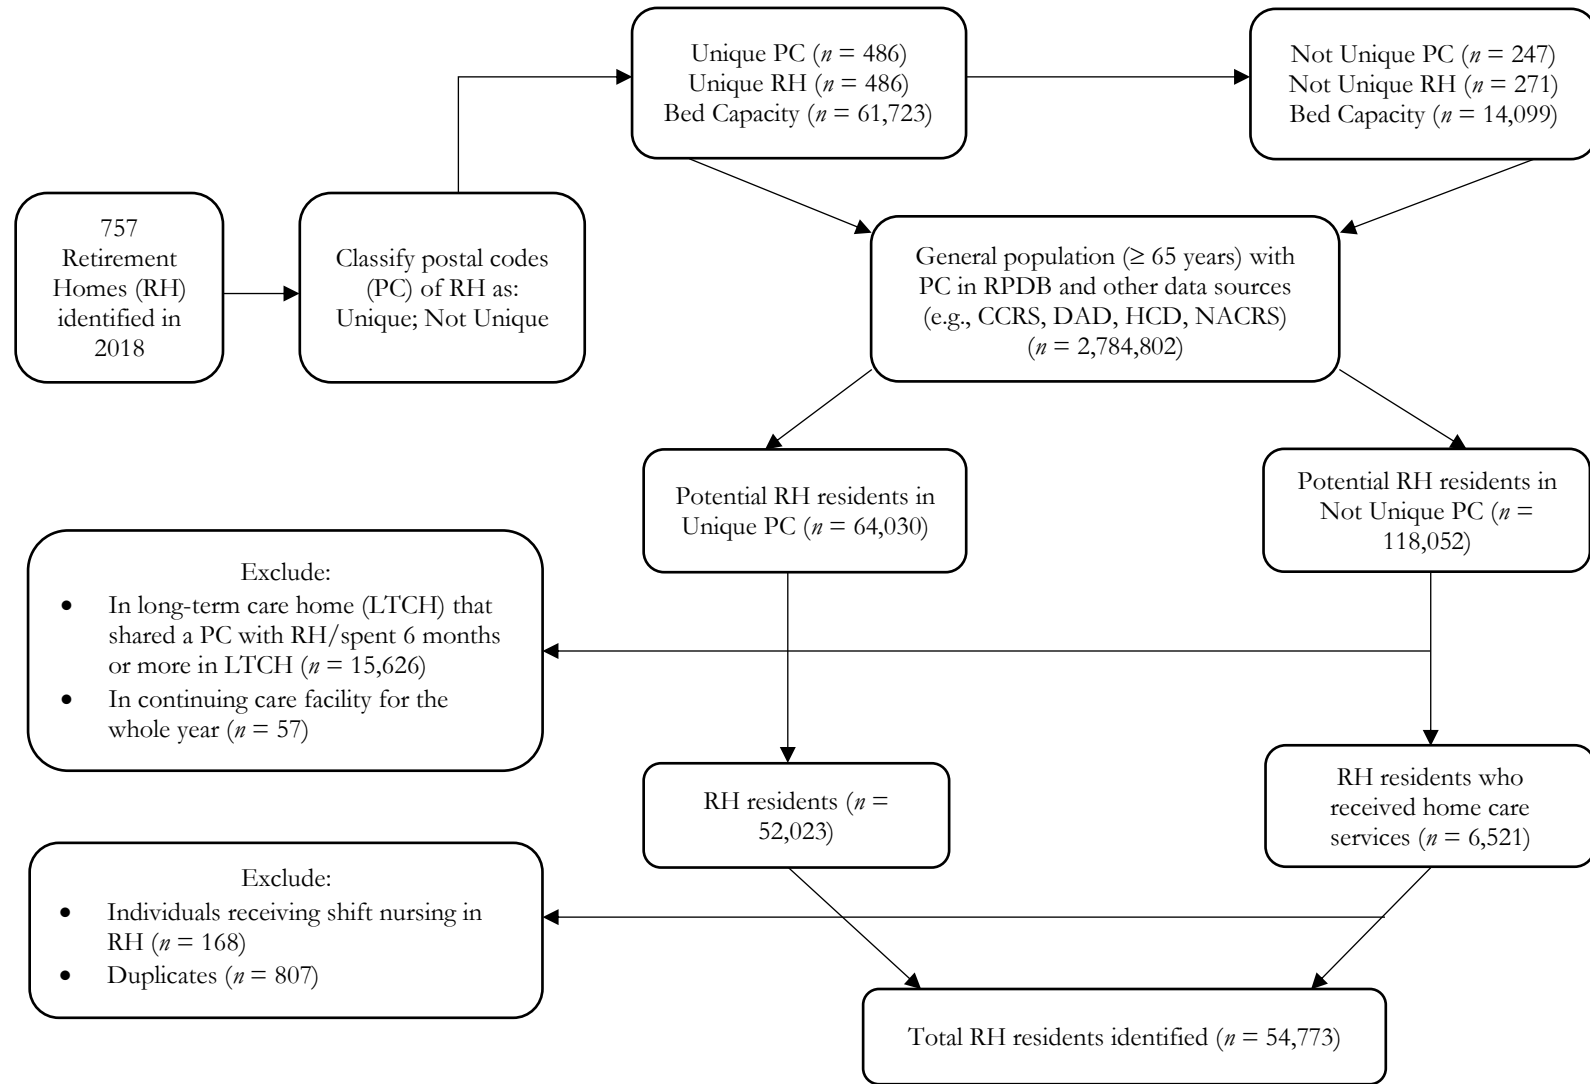 757
Retirement
Homes (RH)
identified in
2018
Classify postal codes
(PC) of RH as:
Unique; Not Unique
Unique PC (n = 486)
Unique RH (n = 486)
Bed Capacity (n = 61,723)
Not Unique PC (n = 247)
Not Unique RH (n = 271)
Bed Capacity (n = 14,099)
General population (≥ 65 years) with
PC in RPDB and other data sources
(e.g., CCRS, DAD, HCD, NACRS)
(n = 2,784,802)
Potential RH residents in
Unique PC (n = 64,030)
Potential RH residents in
Not Unique PC (n =
118,052)
Exclude:
• In long-term care home (LTCH) that
shared a PC with RH/spent 6 months
or more in LTCH (n = 15,626)
• In continuing care facility for the
whole year (n = 57)
RH residents (n =
52,023)
RH residents who
received home care
services (n = 6,521)
Exclude:
• Individuals receiving shift nursing in
RH (n = 168)
• Duplicates (n = 807)
Total RH residents identified (n = 54,773)